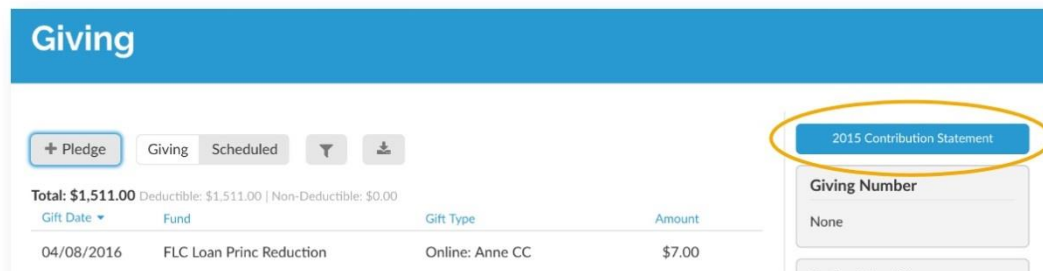 Giving
+ Pledge Giving Scheduled
2015 Contribution Statement
Total: $1,511.00 Deductible: $1,511.00 | Non-Deductible: $0.00
Giving Number
Gift Date Fund Gift Type Amount
None
04/08/2016 FLC Loan Princ Reduction Online: Anne CC $7.00